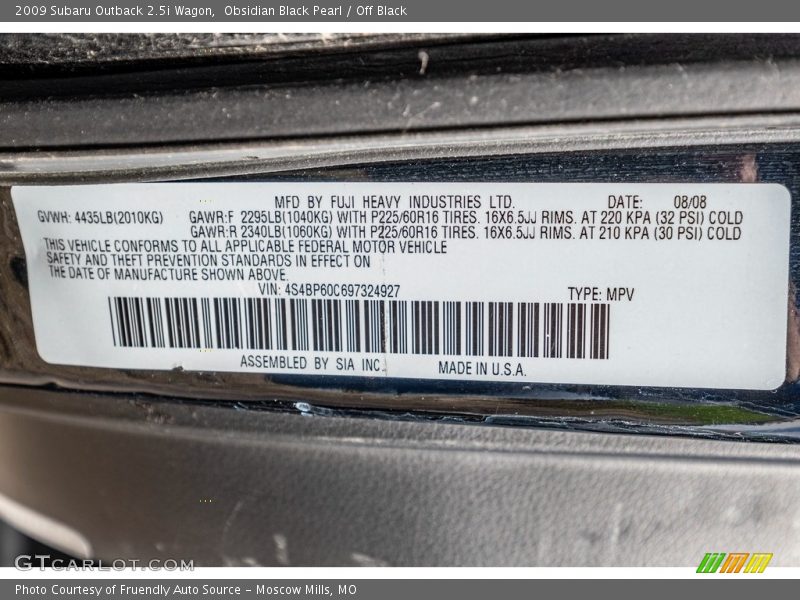 2009 Subaru Outback 2.5i Wagon,  Obsidian Black Pearl / Off Black
MFD BY FUJI HEAVY INDUSTRIES LTD. DATE: 08/08
GVWH: 4435LB(2010KG) GAWR:F 2295LB(1040KG) WITH P225/60R16 TIRES. 16X6.5JJ RIMS. AT 220 KPA (32 PSI) COLD
GAWR:R 2340LB(1060KG) WITH P225/60R16 TIRES. 16X6.5JJ RIMS. AT 210 KPA (30 PSI) COLD
THIS VEHICLE CONFORMS TO ALL APPLICABLE FEDERAL MOTOR VEHICLE
SAFETY AND THEFT PREVENTION STANDARDS IN EFFECT ON
THE DATE OF MANUFACTURE SHOWN ABOVE.
VIN: 4S4BP60C697324927 TYPE: MPV
ASSEMBLED BY SIA INC. MADE IN U.S.A.
GTCarLot.com
Photo Courtesy of Fruendly Auto Source - Moscow Mills, MO